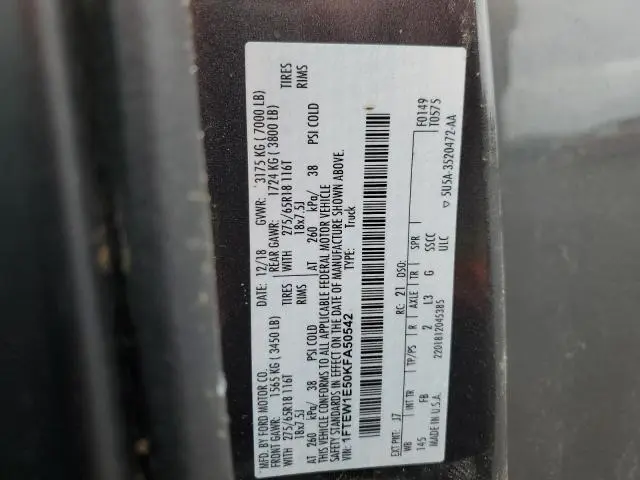 MFD. BY FORD MOTOR CO. DATE: 12/18 GVWR: 3175 KG ( 7000 LB)
FRONT GAWR: 1565 KG ( 3450 LB) REAR GAWR: 1724 KG ( 3800 LB)
WITH 275/65R18 116T TIRES WITH 275/65R18 116T TIRES
18x7.5J RIMS 18x7.5J RIMS
AT 260 kPa/ 38 PSI COLD AT 260 kPa/ 38 PSI COLD
THIS VEHICLE CONFORMS TO ALL APPLICABLE FEDERAL MOTOR VEHICLE
SAFETY STANDARDS IN EFFECT ON THE DATE OF MANUFACTURE SHOWN ABOVE.
VIN: 1FTEW1E50KFA50542 TYPE: Truck
F0149
EXT PNT: J7 RC: 21 DSO: T0575
WB INT TR TP/PS R AXLE TR SPR
145 FB 2 L3 G SSCC
MADE IN U.S.A. ULC
2201812045385 ▽ 5U5A-3520472-AA